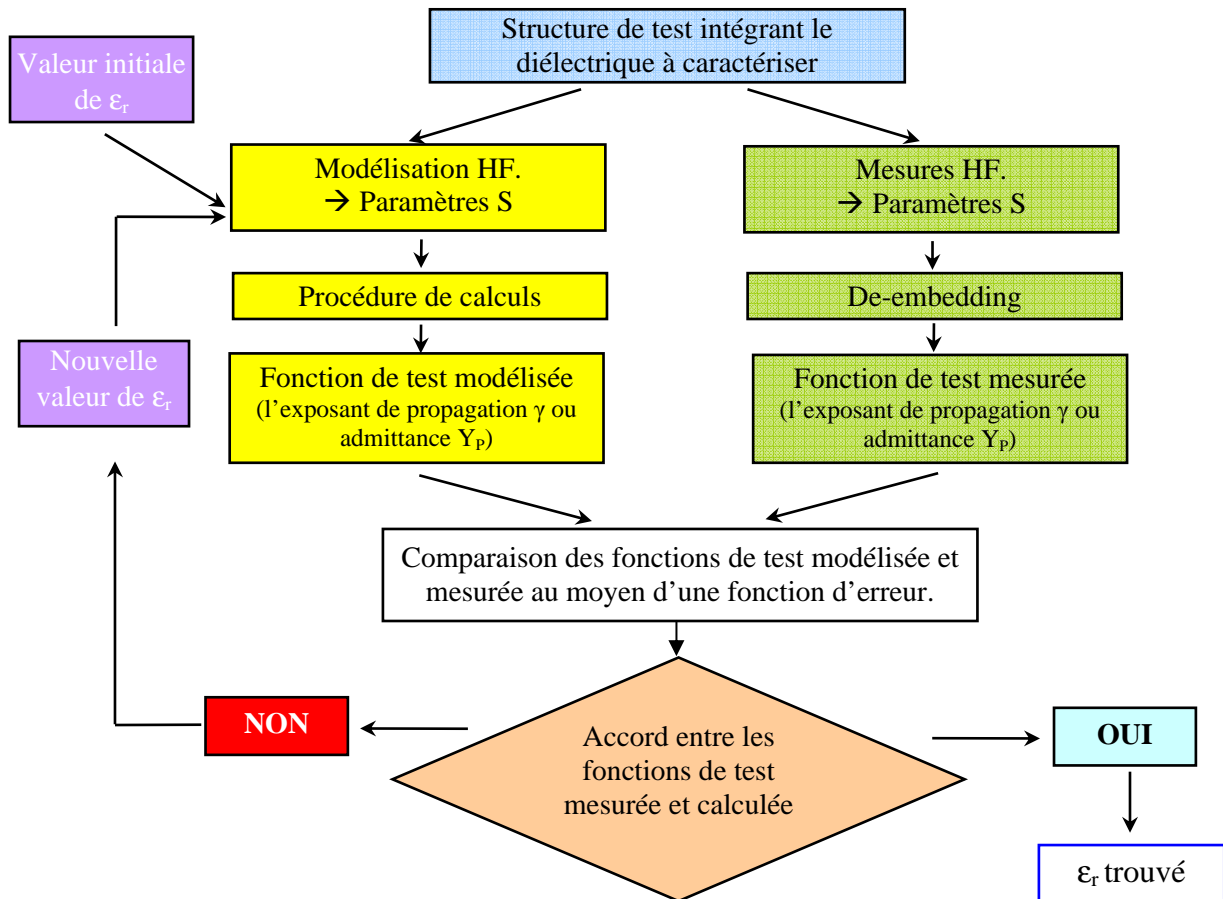 Structure de test intégrant le
diélectrique à caractériser
Valeur initiale
de εr
Modélisation HF.
→ Paramètres S
Mesures HF.
→ Paramètres S
Procédure de calculs
De-embedding
Nouvelle
valeur de εr
Fonction de test modélisée
(l'exposant de propagation γ ou
admittance YP)
Fonction de test mesurée
(l'exposant de propagation γ ou
admittance YP)
Comparaison des fonctions de test modélisée et
mesurée au moyen d'une fonction d'erreur.
NON
Accord entre les
fonctions de test
mesurée et calculée
OUI
εr trouvé